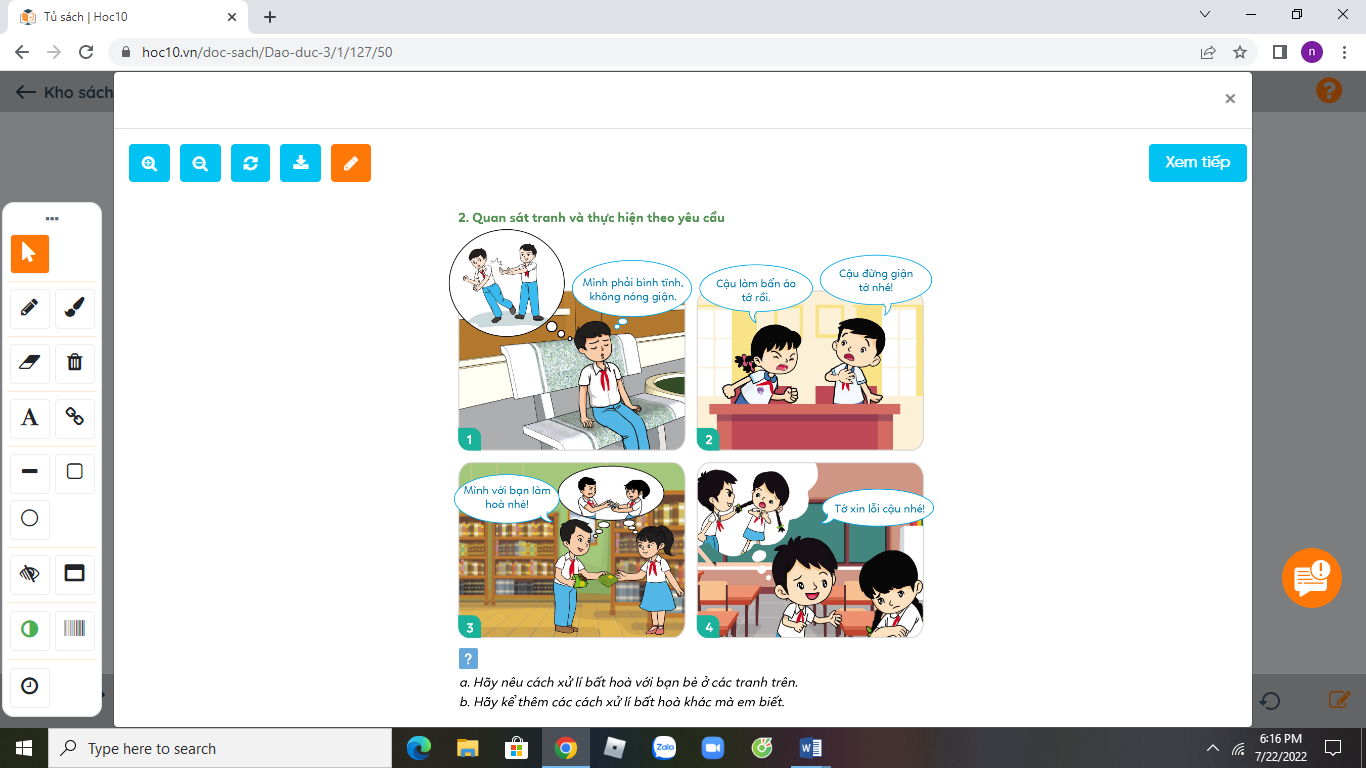 Tủ sách | Hoc10
hoc10.vn/doc-sach/Dao-duc-3/1/127/50
n
Kho sách
?
Xem tiếp
2. Quan sát tranh và thực hiện theo yêu cầu
Mình phải bình tĩnh,
không nóng giận.
1
Cậu làm bẩn áo
tớ rồi.
Cậu đừng giận
tớ nhé!
2
Mình với bạn làm
hoà nhé!
3
Tớ xin lỗi cậu nhé!
4
?
a. Hãy nêu cách xử lí bất hoà với bạn bè ở các tranh trên.
b. Hãy kể thêm các cách xử lí bất hoà khác mà em biết.
A
Type here to search
Zalo
W
6:16 PM
7/22/2022